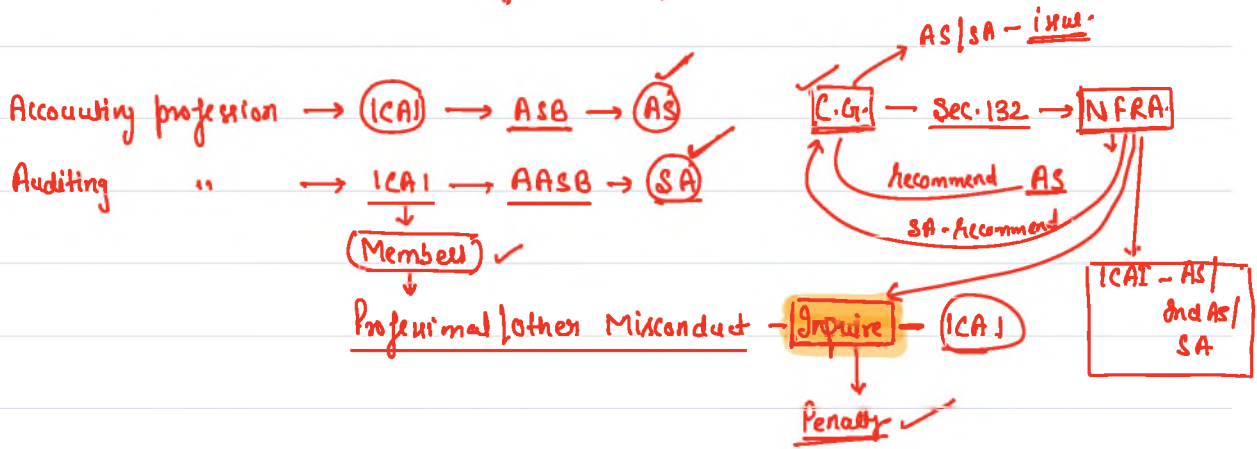 AS/SA - issue.
Accounting profession → ICAI → ASB → AS
C.G. - Sec. 132 → NFRA.
Auditing " → ICAI → AASB → SA
recommend AS
SA - recommend
Members
ICAI - AS/
Ind AS/
SA
Professional/other Misconduct - Inquire - ICAI
Penalty